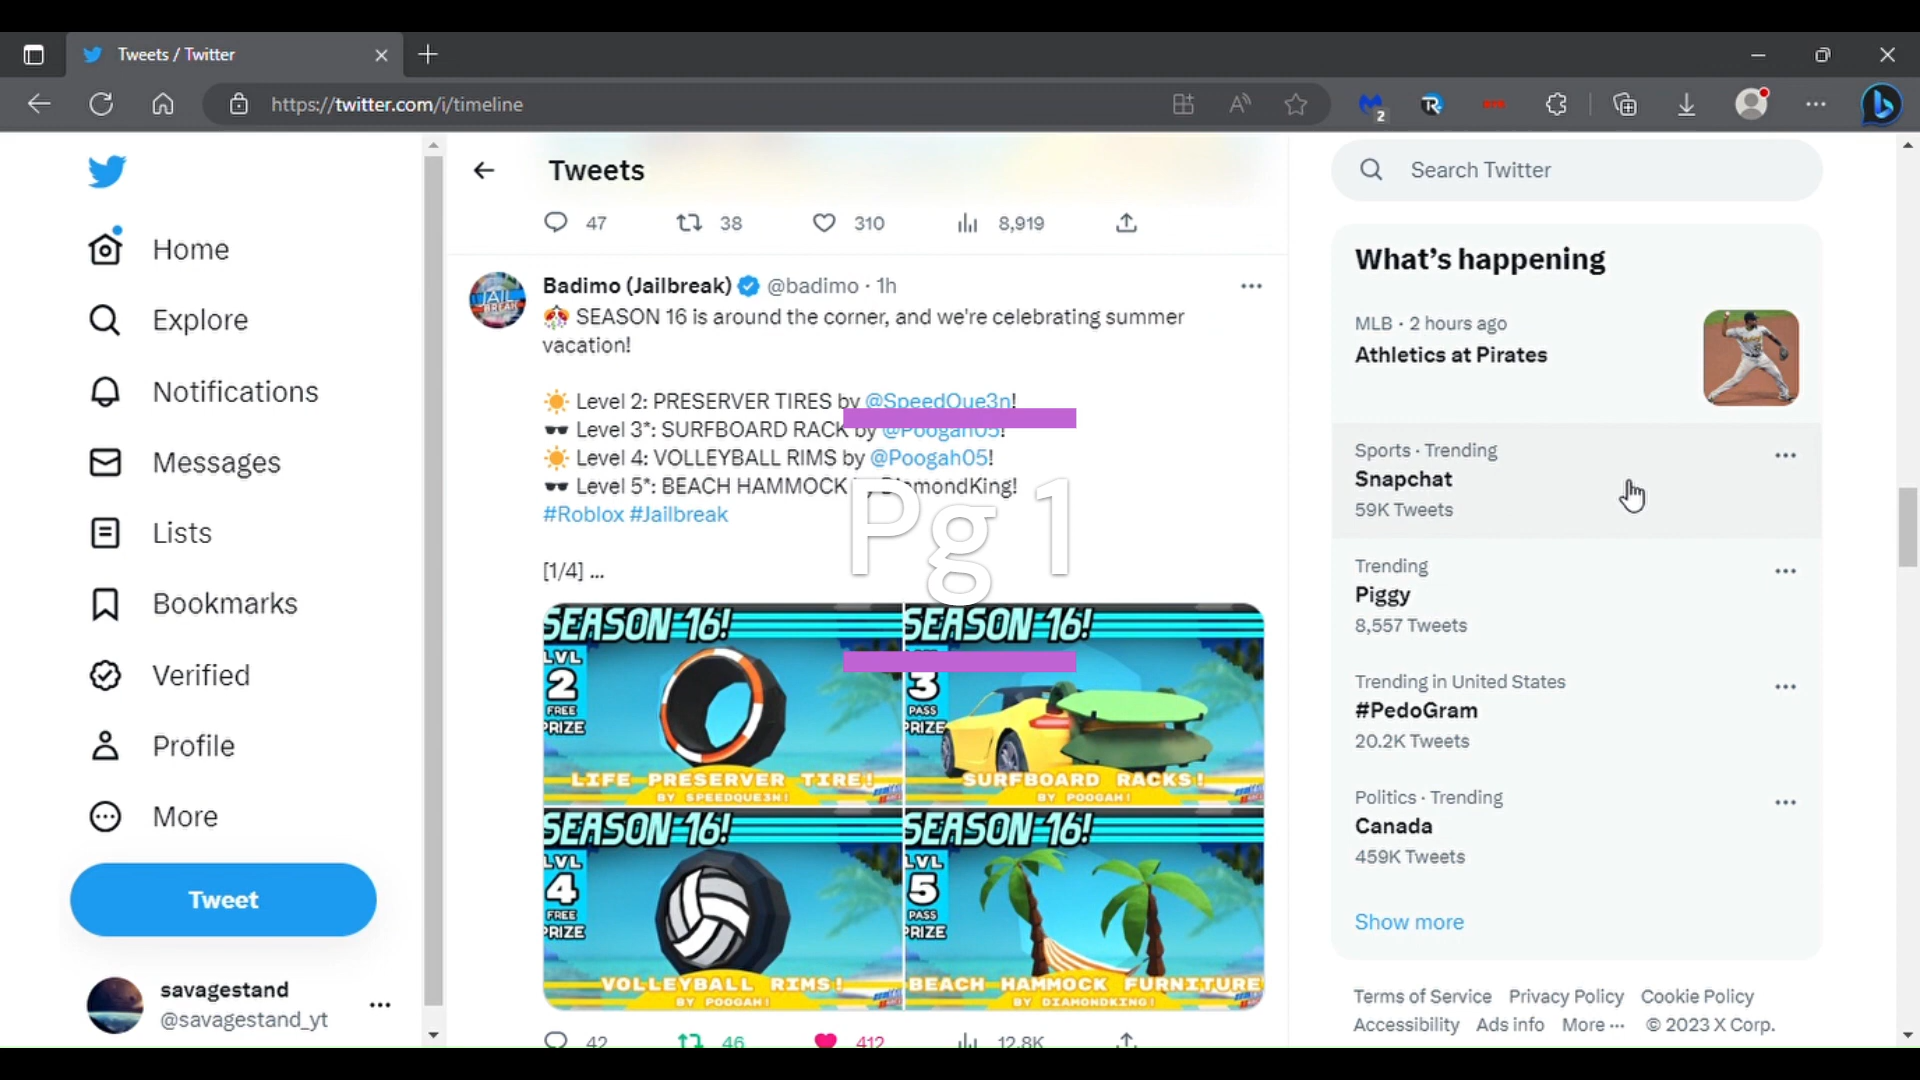 Tweets / Twitter
https://twitter.com/i/timeline
2
Home
Explore
Notifications
Messages
Lists
Bookmarks
Verified
Profile
More
Tweet
savagestand
@savagestand_yt
Tweets
47 38 310 8,919
Badimo (Jailbreak) @badimo · 1h
SEASON 16 is around the corner, and we're celebrating summer
vacation!
Level 2: PRESERVER TIRES by @SpeedQue3n!
Level 3*: SURFBOARD RACK by @Poogah05!
Level 4: VOLLEYBALL RIMS by @Poogah05!
Level 5*: BEACH HAMMOCK by DiamondKing!
#Roblox #Jailbreak
[1/4] ...
Pg 1
SEASON 16!
LVL
2
FREE
PRIZE
LIFE PRESERVER TIRE!
BY SPEEDQUE3N!
SEASON 16!
3
PASS
PRIZE
SURFBOARD RACKS!
BY POOGAH!
SEASON 16!
LVL
4
FREE
PRIZE
VOLLEYBALL RIMS!
BY POOGAH!
SEASON 16!
LVL
5
PASS
PRIZE
BEACH HAMMOCK FURNITURE
BY DIAMONDKING!
42 46 412 12.8K
Search Twitter
What's happening
MLB · 2 hours ago
Athletics at Pirates
Sports · Trending
Snapchat
59K Tweets
Trending
Piggy
8,557 Tweets
Trending in United States
#PedoGram
20.2K Tweets
Politics · Trending
Canada
459K Tweets
Show more
Terms of Service Privacy Policy Cookie Policy
Accessibility Ads info More ··· © 2023 X Corp.